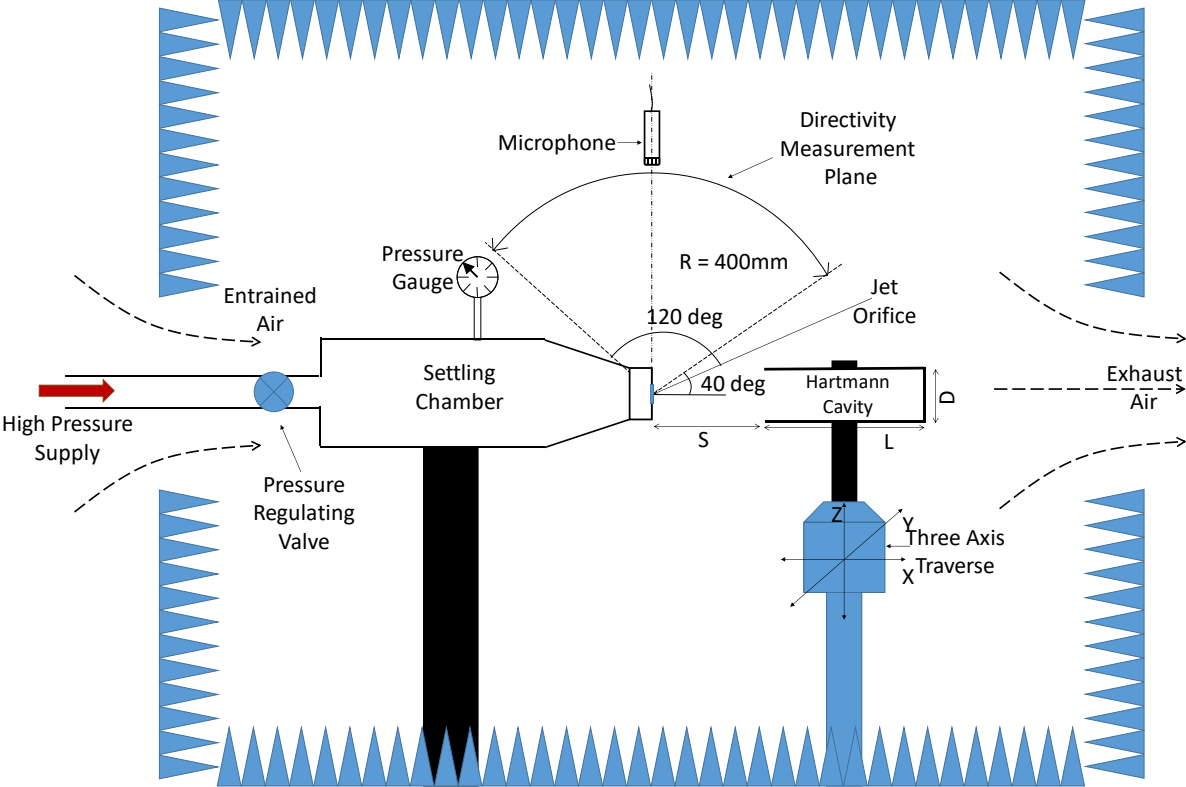 Microphone
Directivity
Measurement
Plane
Pressure
Gauge
R = 400mm
Entrained
Air
Jet
Orifice
120 deg
40 deg
Settling
Chamber
Hartmann
Cavity
D
Exhaust
Air
High Pressure
Supply
S
L
Pressure
Regulating
Valve
Z
Y
Three Axis
Traverse
X